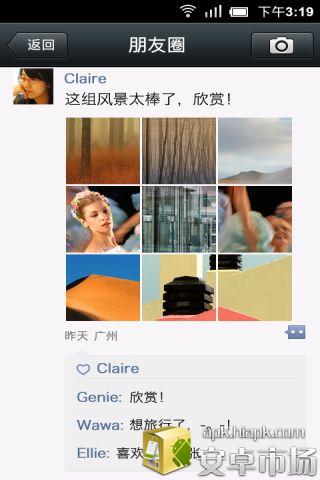 下午3:19
返回
朋友圈
Claire
这组风景太棒了，欣赏！
昨天 广州
Claire
Genie: 欣赏！
Wawa: 想旅行了，
Ellie: 喜欢
张
apk.hiapk.com
安卓市场